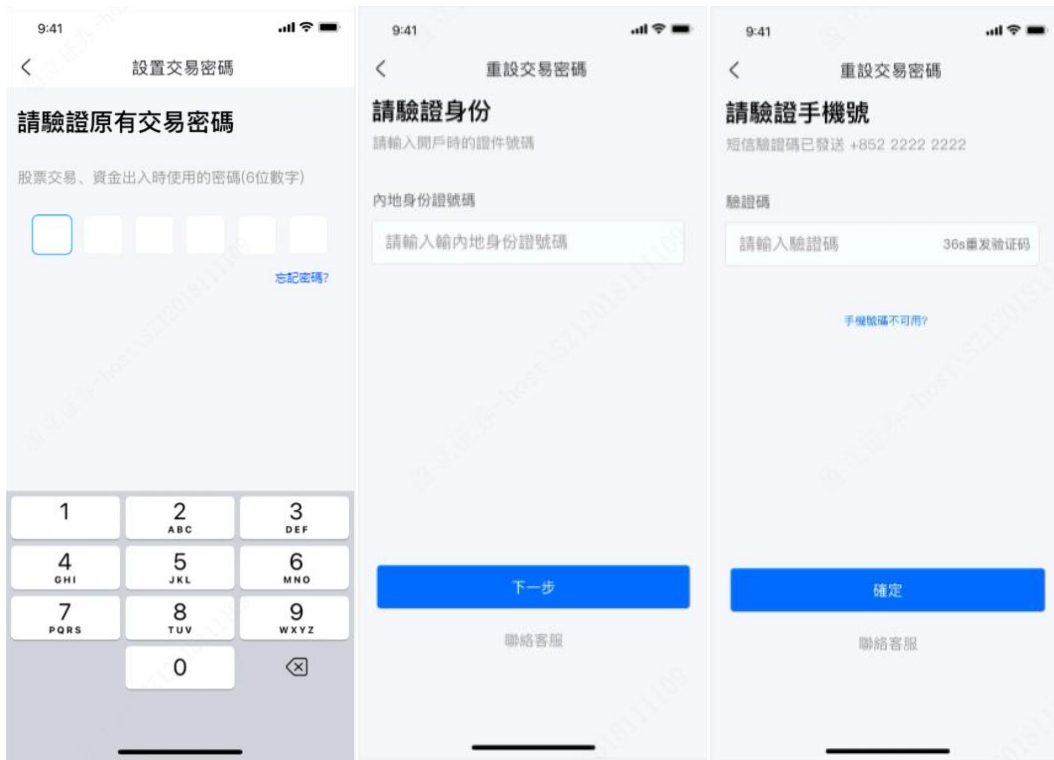 9:41
設置交易密碼
請驗證原有交易密碼
股票交易、資金出入時使用的密碼(6位數字)
忘記密碼?
1
2
ABC
3
DEF
4
GHI
5
JKL
6
MNO
7
PQRS
8
TUV
9
WXYZ
0
9:41
重設交易密碼
請驗證身份
請輸入開戶時的證件號碼
內地身份證號碼
請輸入輸內地身份證號碼
下一步
聯絡客服
9:41
重設交易密碼
請驗證手機號
短信驗證碼已發送 +852 2222 2222
驗證碼
請輸入驗證碼
36s重发验证码
手機號碼不可用?
確定
聯絡客服